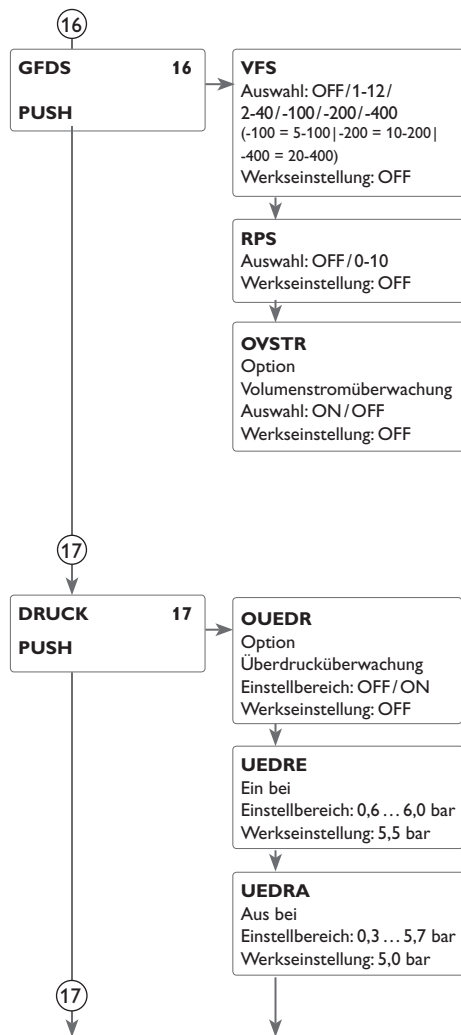 16
GFDS 16
PUSH
VFS
Auswahl: OFF/1-12/
2-40/-100/-200/-400
(-100 = 5-100|-200 = 10-200|
-400 = 20-400)
Werkseinstellung: OFF
RPS
Auswahl: OFF/0-10
Werkseinstellung: OFF
OVSTR
Option
Volumenstromüberwachung
Auswahl: ON/OFF
Werkseinstellung: OFF
17
DRUCK 17
PUSH
OUEDR
Option
Überdrucküberwachung
Einstellbereich: OFF/ON
Werkseinstellung: OFF
UEDRE
Ein bei
Einstellbereich: 0,6 … 6,0 bar
Werkseinstellung: 5,5 bar
UEDRA
Aus bei
Einstellbereich: 0,3 … 5,7 bar
Werkseinstellung: 5,0 bar
17